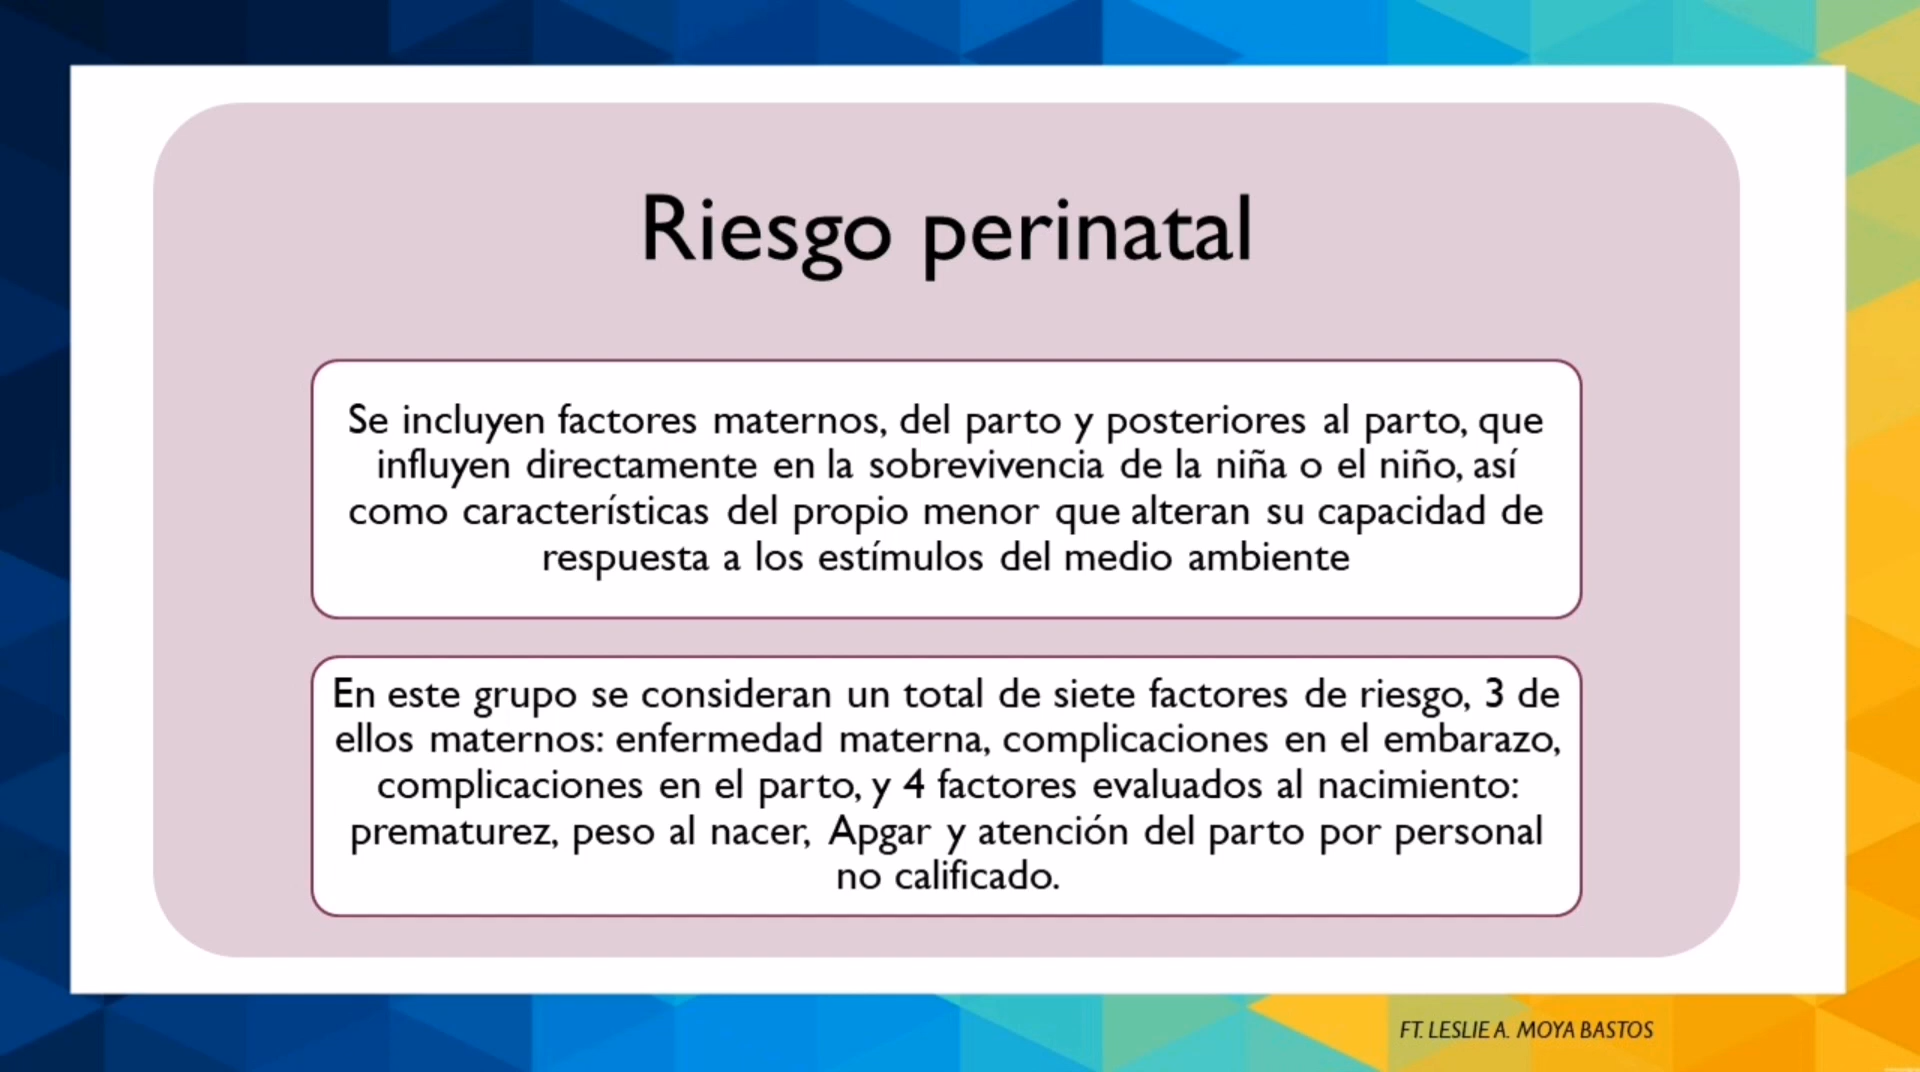 Riesgo perinatal
Se incluyen factores maternos, del parto y posteriores al parto, que
influyen directamente en la sobrevivencia de la niña o el niño, así
como características del propio menor que alteran su capacidad de
respuesta a los estímulos del medio ambiente
En este grupo se consideran un total de siete factores de riesgo, 3 de
ellos maternos: enfermedad materna, complicaciones en el embarazo,
complicaciones en el parto, y 4 factores evaluados al nacimiento:
prematurez, peso al nacer, Apgar y atención del parto por personal
no calificado.
FT. LESLIE A. MOYA BASTOS